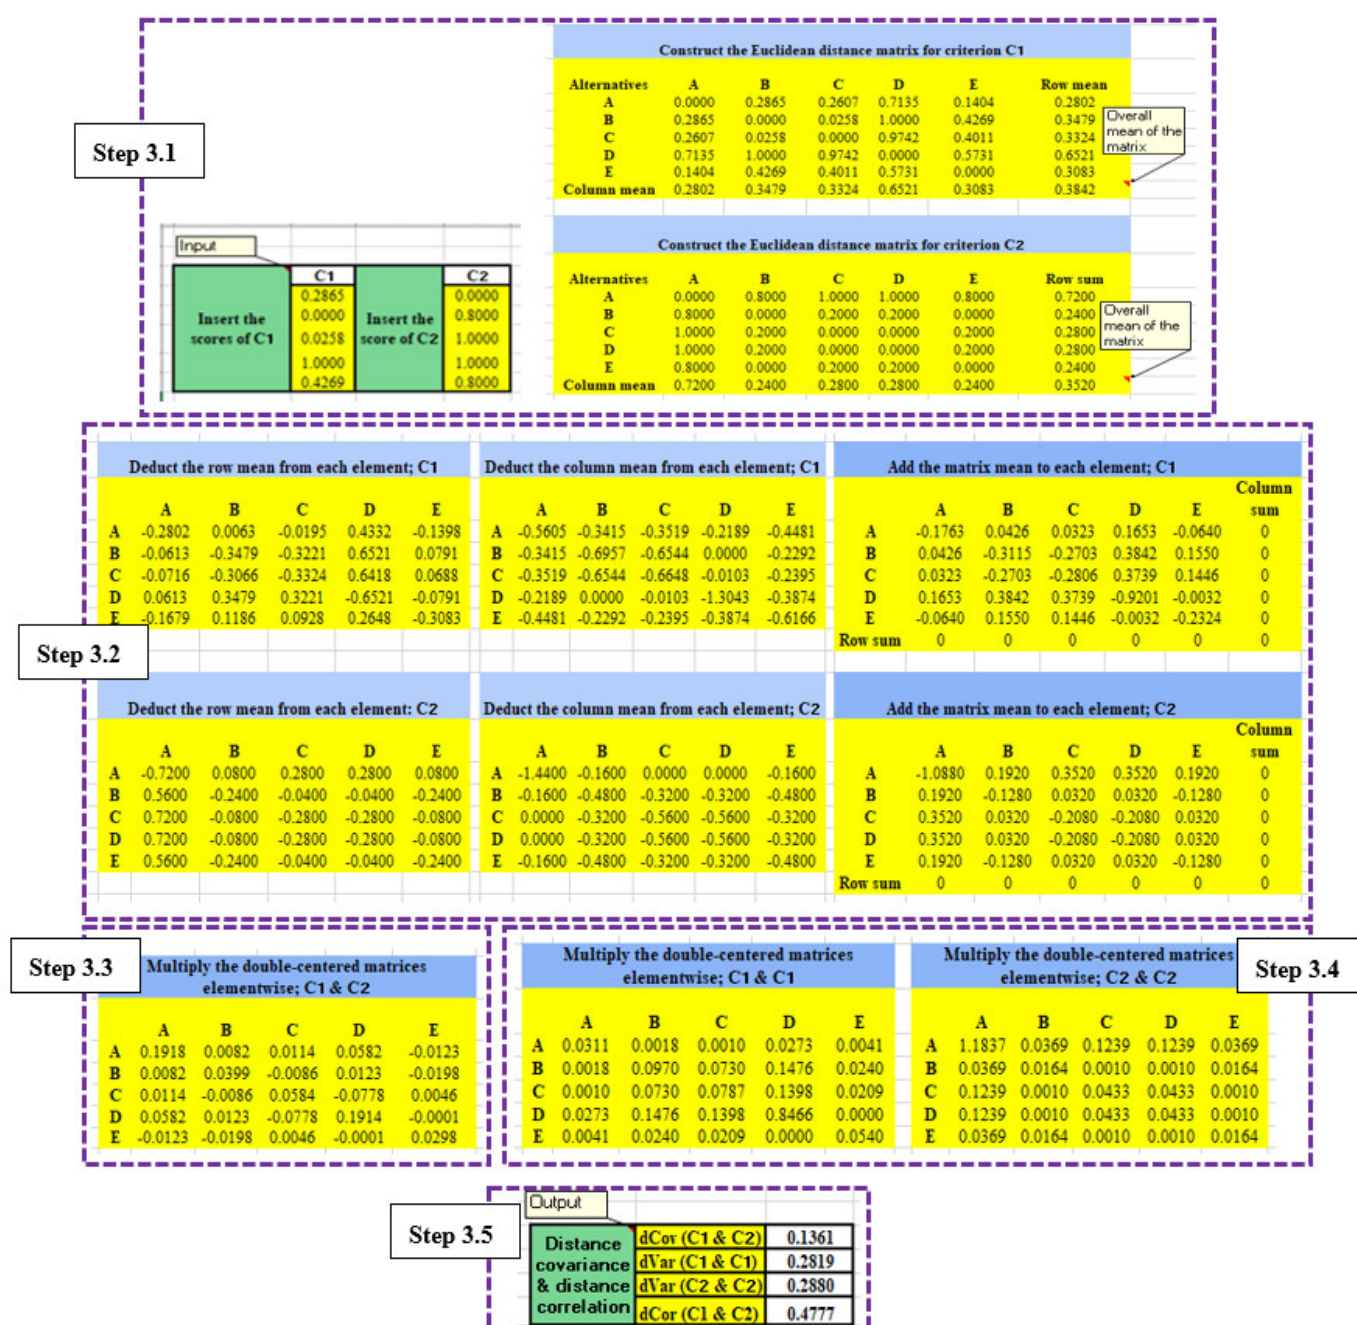 Step 3.1
Construct the Euclidean distance matrix for criterion C1
Alternatives A B C D E Row mean
A 0.0000 0.2865 0.2607 0.7135 0.1404 0.2802
B 0.2865 0.0000 0.0258 1.0000 0.4269 0.3479
C 0.2607 0.0258 0.0000 0.9742 0.4011 0.3324
D 0.7135 1.0000 0.9742 0.0000 0.5731 0.6521
E 0.1404 0.4269 0.4011 0.5731 0.0000 0.3083
Column mean 0.2802 0.3479 0.3324 0.6521 0.3083 0.3842
Overall
mean of the
matrix
Input
C1 C2
Insert the
scores of C1
0.2865
0.0000
0.0258
1.0000
0.4269
Insert the
score of C2
0.0000
0.8000
1.0000
1.0000
0.8000
Construct the Euclidean distance matrix for criterion C2
Alternatives A B C D E Row sum
A 0.0000 0.8000 1.0000 1.0000 0.8000 0.7200
B 0.8000 0.0000 0.2000 0.2000 0.0000 0.2400
C 1.0000 0.2000 0.0000 0.0000 0.2000 0.2800
D 1.0000 0.2000 0.0000 0.0000 0.2000 0.2800
E 0.8000 0.0000 0.2000 0.2000 0.0000 0.2400
Column mean 0.7200 0.2400 0.2800 0.2800 0.2400 0.3520
Overall
mean of the
matrix
Step 3.2
Deduct the row mean from each element; C1
A B C D E
A -0.2802 0.0063 -0.0195 0.4332 -0.1398
B -0.0613 -0.3479 -0.3221 0.6521 0.0791
C -0.0716 -0.3066 -0.3324 0.6418 0.0688
D 0.0613 0.3479 0.3221 -0.6521 -0.0791
E -0.1679 0.1186 0.0928 0.2648 -0.3083
Deduct the column mean from each element; C1
A B C D E
A -0.5605 -0.3415 -0.3519 -0.2189 -0.4481
B -0.3415 -0.6957 -0.6544 0.0000 -0.2292
C -0.3519 -0.6544 -0.6648 -0.0103 -0.2395
D -0.2189 0.0000 -0.0103 -1.3043 -0.3874
E -0.4481 -0.2292 -0.2395 -0.3874 -0.6166
Add the matrix mean to each element; C1
Column
A B C D E sum
A -0.1763 0.0426 0.0323 0.1653 -0.0640 0
B 0.0426 -0.3115 -0.2703 0.3842 0.1550 0
C 0.0323 -0.2703 -0.2806 0.3739 0.1446 0
D 0.1653 0.3842 0.3739 -0.9201 -0.0032 0
E -0.0640 0.1550 0.1446 -0.0032 -0.2324 0
Row sum 0 0 0 0 0 0
Deduct the row mean from each element: C2
A B C D E
A -0.7200 0.0800 0.2800 0.2800 0.0800
B 0.5600 -0.2400 -0.0400 -0.0400 -0.2400
C 0.7200 -0.0800 -0.2800 -0.2800 -0.0800
D 0.7200 -0.0800 -0.2800 -0.2800 -0.0800
E 0.5600 -0.2400 -0.0400 -0.0400 -0.2400
Deduct the column mean from each element; C2
A B C D E
A -1.4400 -0.1600 0.0000 0.0000 -0.1600
B -0.1600 -0.4800 -0.3200 -0.3200 -0.4800
C 0.0000 -0.3200 -0.5600 -0.5600 -0.3200
D 0.0000 -0.3200 -0.5600 -0.5600 -0.3200
E -0.1600 -0.4800 -0.3200 -0.3200 -0.4800
Add the matrix mean to each element; C2
Column
A B C D E sum
A -1.0880 0.1920 0.3520 0.3520 0.1920 0
B 0.1920 -0.1280 0.0320 0.0320 -0.1280 0
C 0.3520 0.0320 -0.2080 -0.2080 0.0320 0
D 0.3520 0.0320 -0.2080 -0.2080 0.0320 0
E 0.1920 -0.1280 0.0320 0.0320 -0.1280 0
Row sum 0 0 0 0 0 0
Step 3.3
Multiply the double-centered matrices
elementwise; C1 & C2
A B C D E
A 0.1918 0.0082 0.0114 0.0582 -0.0123
B 0.0082 0.0399 -0.0086 0.0123 -0.0198
C 0.0114 -0.0086 0.0584 -0.0778 0.0046
D 0.0582 0.0123 -0.0778 0.1914 -0.0001
E -0.0123 -0.0198 0.0046 -0.0001 0.0298
Multiply the double-centered matrices
elementwise; C1 & C1
A B C D E
A 0.0311 0.0018 0.0010 0.0273 0.0041
B 0.0018 0.0970 0.0730 0.1476 0.0240
C 0.0010 0.0730 0.0787 0.1398 0.0209
D 0.0273 0.1476 0.1398 0.8466 0.0000
E 0.0041 0.0240 0.0209 0.0000 0.0540
Multiply the double-centered matrices
elementwise; C2 & C2
A B C D E
A 1.1837 0.0369 0.1239 0.1239 0.0369
B 0.0369 0.0164 0.0010 0.0010 0.0164
C 0.1239 0.0010 0.0433 0.0433 0.0010
D 0.1239 0.0010 0.0433 0.0433 0.0010
E 0.0369 0.0164 0.0010 0.0010 0.0164
Step 3.4
Step 3.5
Output
Distance
covariance
& distance
correlation
dCov (C1 & C2) 0.1361
dVar (C1 & C1) 0.2819
dVar (C2 & C2) 0.2880
dCor (C1 & C2) 0.4777